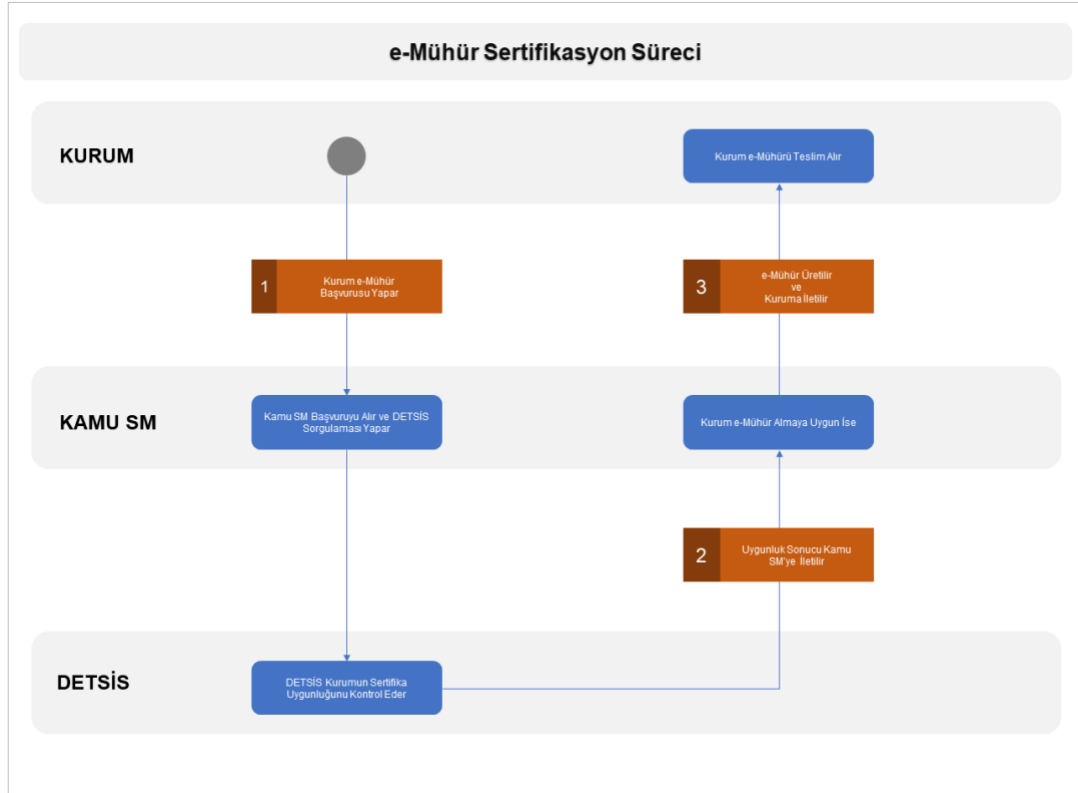 e-Mühür Sertifikasyon Süreci
KURUM
Kurum e-Mührü Teslim Alır
1
Kurum e-Mühür
Başvurusu Yapar
3
e-Mühür Üretilir
ve
Kuruma İletilir
KAMU SM
Kamu SM Başvuruyu Alır ve DETSİS
Sorgulaması Yapar
Kurum e-Mühür Almaya Uygun İse
2
Uygunluk Sonucu Kamu
SM'ye İletilir
DETSİS
DETSİS Kurumun Sertifika
Uygunluğunu Kontrol Eder